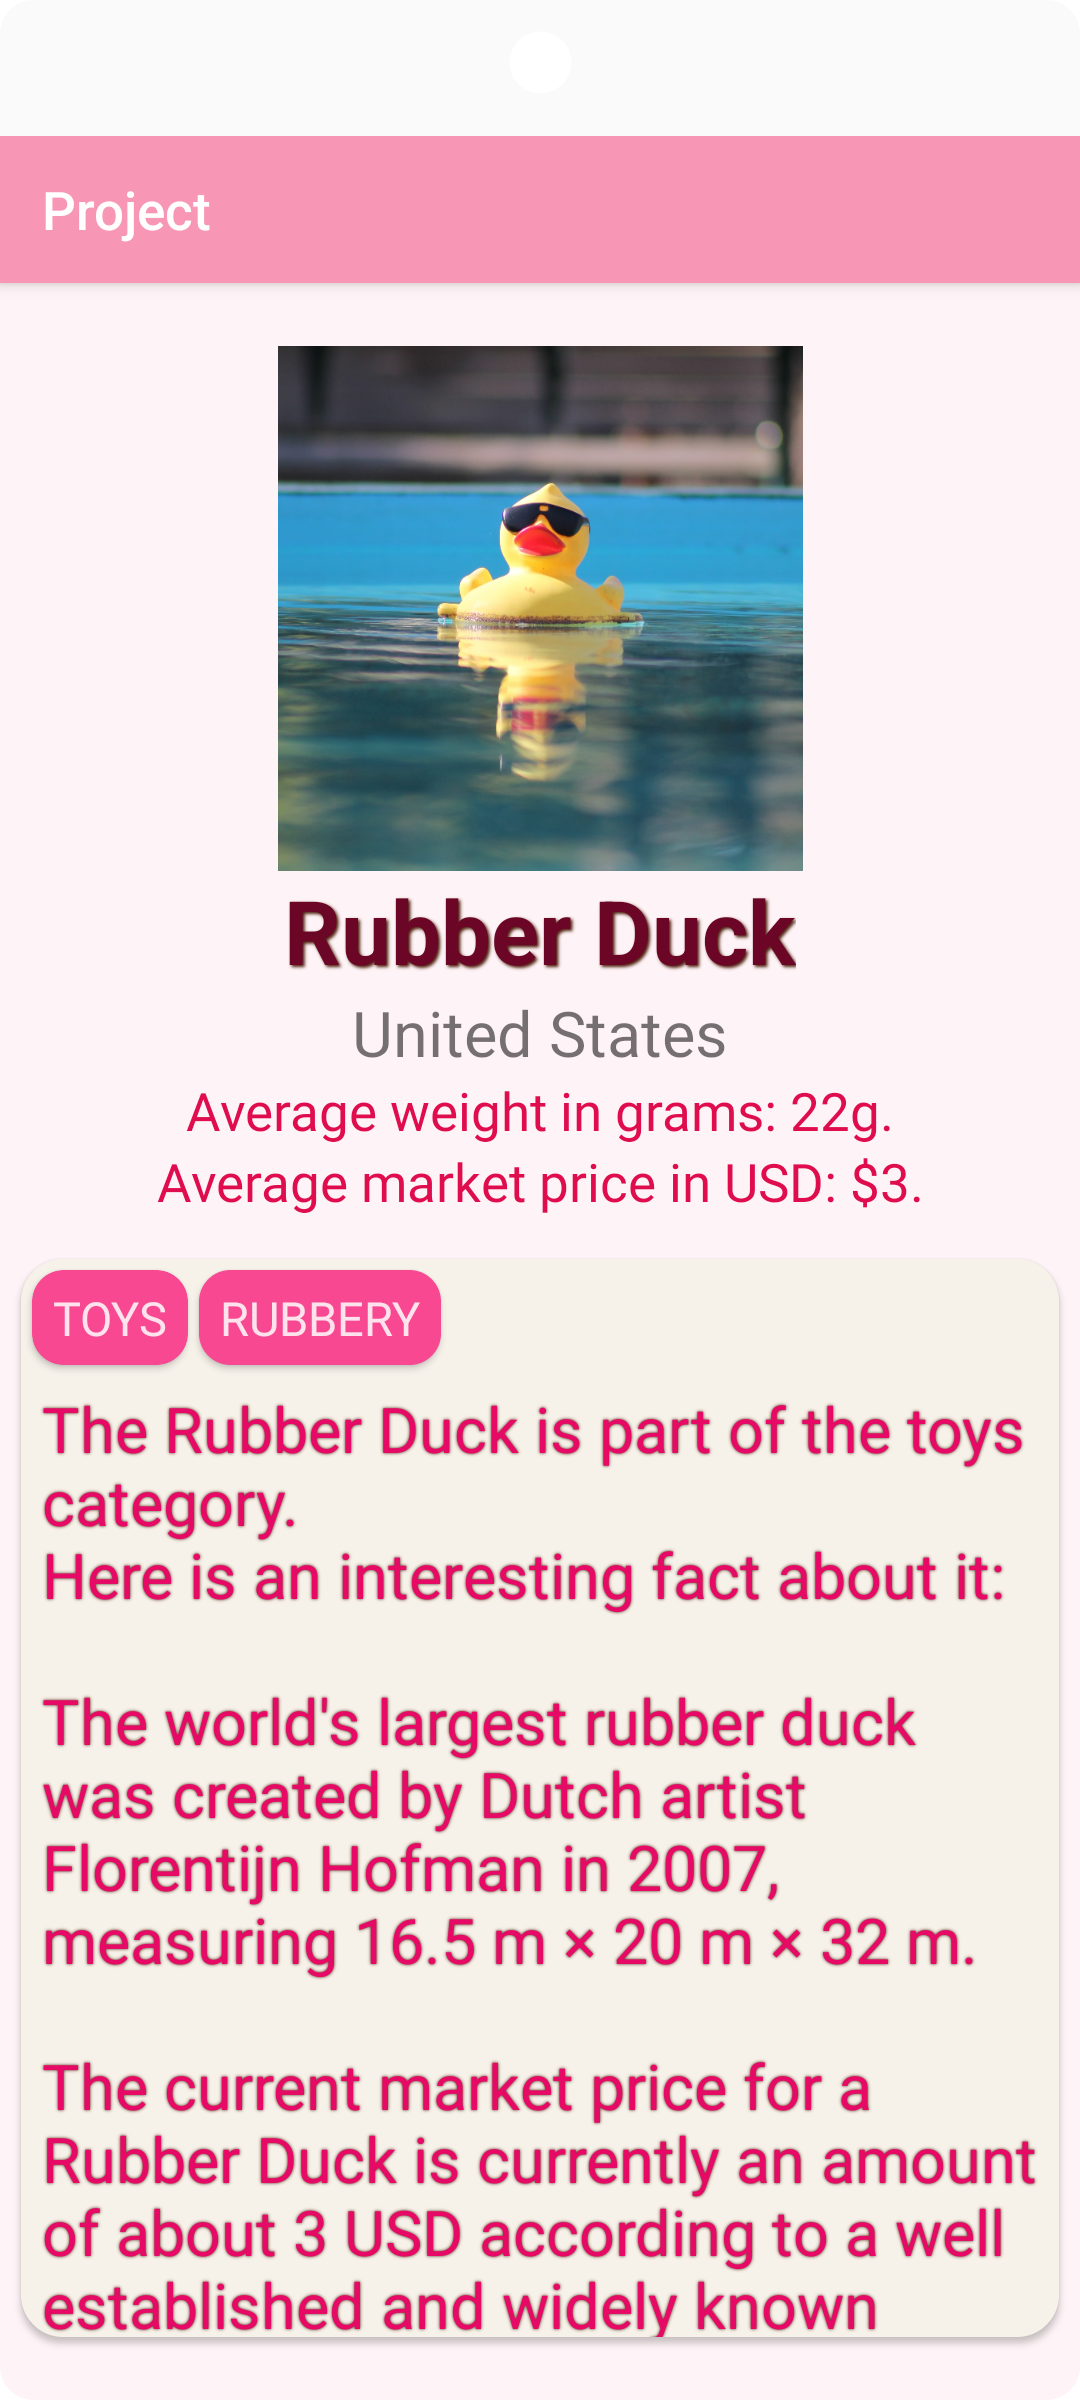 Project
Rubber Duck
United States
Average weight in grams: 22g.
Average market price in USD: $3.
TOYS RUBBERY
The Rubber Duck is part of the toys
category.
Here is an interesting fact about it:
The world's largest rubber duck
was created by Dutch artist
Florentijn Hofman in 2007,
measuring 16.5 m × 20 m × 32 m.
The current market price for a
Rubber Duck is currently an amount
of about 3 USD according to a well
established and widely known